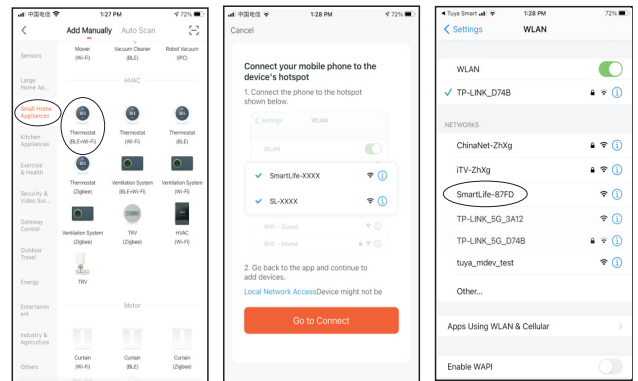 中国电信
1:27 PM
72%
Add Manually
Auto Scan
Sensors
Large
Home Ap...
Small Home
Appliances
Kitchen
Appliances
Exercise
& Health
Security &
Video Sur...
Gateway
Control
Outdoor
Travel
Energy
Entertainm
ent
Industry &
Agriculture
Others
Mower
(Wi-Fi)
Vacuum Cleaner
(BLE)
Robot Vacuum
(IPC)
HVAC
Thermostat
(BLE+Wi-Fi)
Thermostat
(Wi-Fi)
Thermostat
(BLE)
Thermostat
(Zigbee)
Ventilation System
(BLE+Wi-Fi)
Ventilation System
(Wi-Fi)
Ventilation System
(Zigbee)
TRV
(Zigbee)
HVAC
(Wi-Fi)
TRV
Motor
Curtain
(Wi-Fi)
Curtain
(BLE)
Curtain
(Zigbee)
中国电信
1:28 PM
72%
Cancel
Connect your mobile phone to the
device's hotspot
1. Connect the phone to the hotspot
shown below.
Settings
WLAN
WLAN
SmartLife-XXXX
SL-XXXX
Wifi - Guest
Wifi - Home
2. Go back to the app and continue to
add devices.
Local Network AccessDevice might not be
Go to Connect
Tuya Smart
1:28 PM
72%
Settings
WLAN
WLAN
TP-LINK_D74B
NETWORKS
ChinaNet-ZhXg
iTV-ZhXg
SmartLife-87FD
TP-LINK_5G_3A12
TP-LINK_5G_D74B
tuya_mdev_test
Other...
Apps Using WLAN & Cellular
Enable WAPI